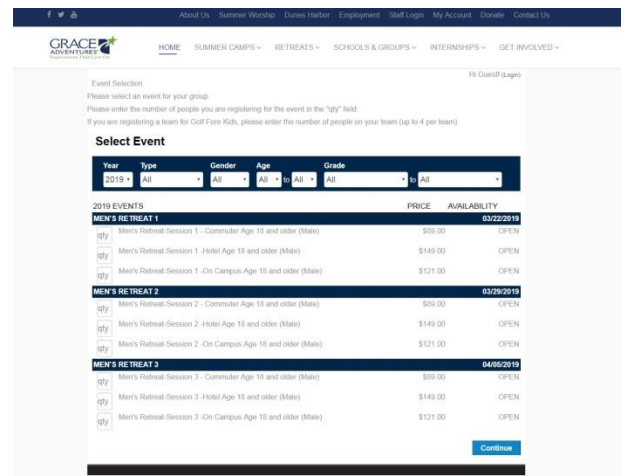 About Us Summer Worship Dunes Harbor Employment Staff Login My Account Donate Contact Us
GRACE
ADVENTURES
Experiences That Live On
HOME SUMMER CAMPS RETREATS SCHOOLS & GROUPS INTERNSHIPS GET INVOLVED
Hi Guest! (Login)
Event Selection
Please select an event for your group.
Please enter the number of people you are registering for the event in the "qty" field.
If you are registering a team for Golf Fore Kids, please enter the number of people on your team (up to 4 per team)
Select Event
Year Type Gender Age Grade
2019 All All All to All All to All
2019 EVENTS PRICE AVAILABILITY
MEN'S RETREAT 1 03/22/2019
qty Men's Retreat-Session 1 - Commuter Age 18 and older (Male) $89.00 OPEN
qty Men's Retreat-Session 1 -Hotel Age 18 and older (Male) $149.00 OPEN
qty Men's Retreat-Session 1 -On Campus Age 18 and older (Male) $121.00 OPEN
MEN'S RETREAT 2 03/29/2019
qty Men's Retreat-Session 2 - Commuter Age 18 and older (Male) $89.00 OPEN
qty Men's Retreat-Session 2 -Hotel Age 18 and older (Male) $149.00 OPEN
qty Men's Retreat-Session 2 -On Campus Age 18 and older (Male) $121.00 OPEN
MEN'S RETREAT 3 04/05/2019
qty Men's Retreat-Session 3 - Commuter Age 18 and older (Male) $89.00 OPEN
qty Men's Retreat-Session 3 -Hotel Age 18 and older (Male) $149.00 OPEN
qty Men's Retreat-Session 3 -On Campus Age 18 and older (Male) $121.00 OPEN
Continue